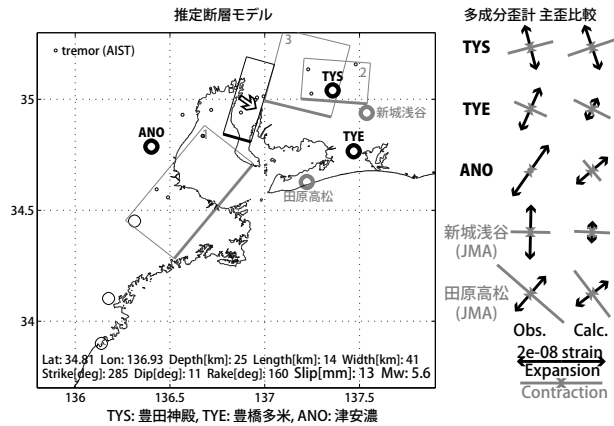 推定断層モデル
多成分歪計 主歪比較
tremor (AIST)
3
2
1
TYS
新城浅谷
ANO
TYE
田原高松
35
34.5
34
Lat: 34.81 Lon: 136.93 Depth[km]: 25 Length[km]: 14 Width[km]: 41
Strike[deg]: 285 Dip[deg]: 11 Rake[deg]: 160 Slip[mm]: 13 Mw: 5.6
136 136.5 137 137.5
TYS: 豊田神殿, TYE: 豊橋多米, ANO: 津安濃
TYS
TYE
ANO
新城浅谷
(JMA)
田原高松
(JMA)
Obs. Calc.
2e-08 strain
Expansion
Contraction